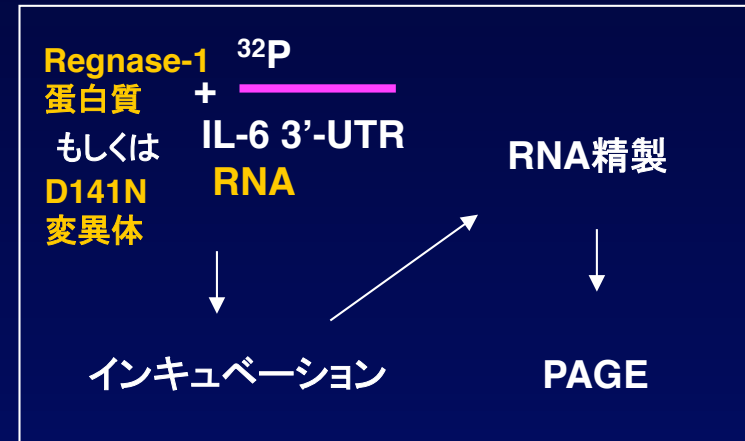 Regnase-1
蛋白質
もしくは
D141N
変異体
+
32P
IL-6 3’-UTR
RNA
インキュベーション
RNA精製
PAGE